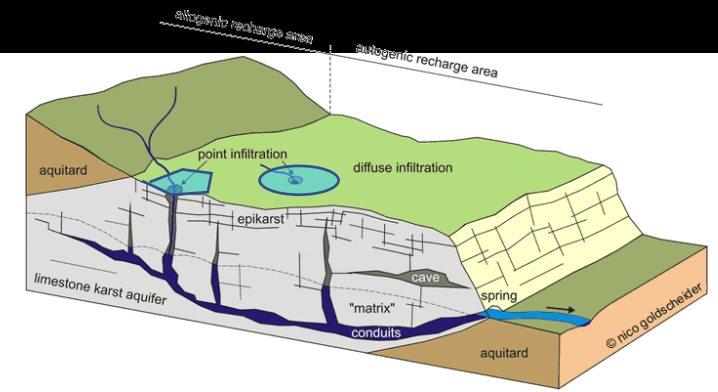 allogenic recharge area
autogenic recharge area
point infiltration
diffuse infiltration
aquitard
epikarst
cave
spring
limestone karst aquifer
"matrix"
conduits
aquitard
© nico goldscheider